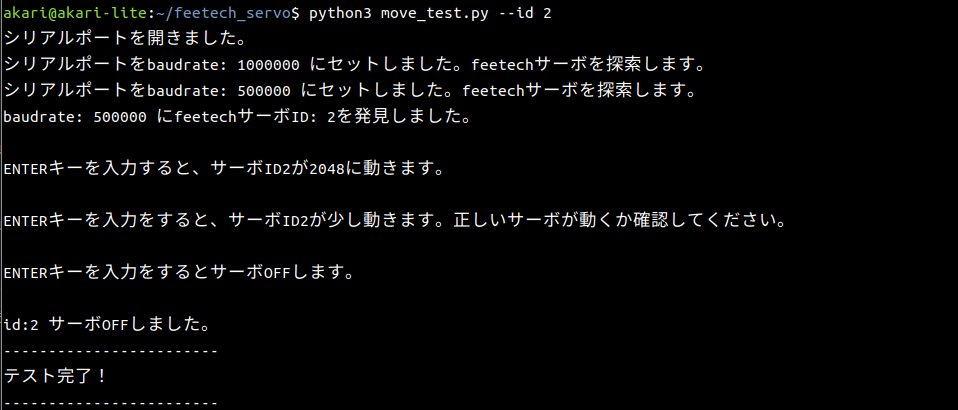 akari@akari-lite:~/feetech_servo$ python3 move_test.py --id 2
シリアルポートを開きました。
シリアルポートをbaudrate: 1000000 にセットしました。feetechサーボを探索します。
シリアルポートをbaudrate: 500000 にセットしました。feetechサーボを探索します。
baudrate: 500000 にfeetechサーボID: 2を発見しました。
ENTERキーを入力すると、サーボID2が2048に動きます。
ENTERキーを入力をすると、サーボID2が少し動きます。正しいサーボが動くか確認してください。
ENTERキーを入力をするとサーボOFFします。
id:2 サーボOFFしました。
------------------------
テスト完了！
------------------------